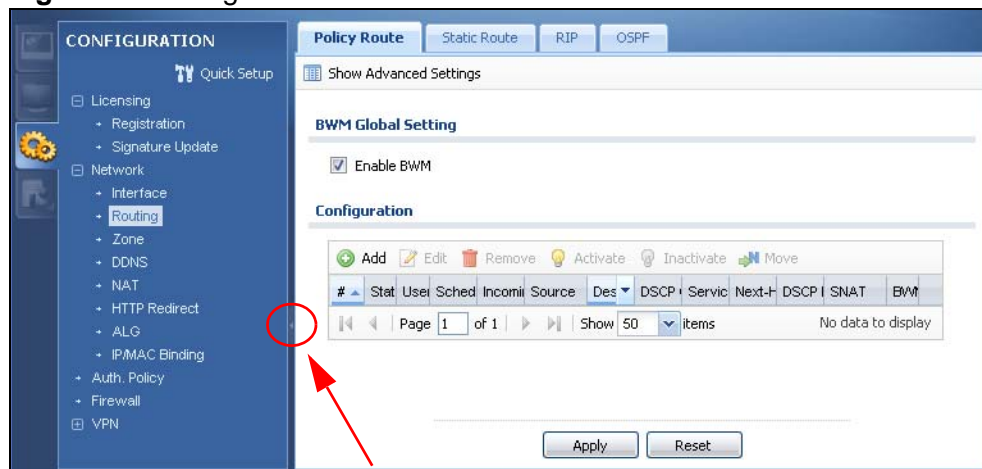 CONFIGURATION
Quick Setup
Licensing
Registration
Signature Update
Network
Interface
Routing
Zone
DDNS
NAT
HTTP Redirect
ALG
IP/MAC Binding
Auth. Policy
Firewall
VPN
Policy Route Static Route RIP OSPF
Show Advanced Settings
BWM Global Setting
Enable BWM
Configuration
Add Edit Remove Activate Inactivate Move
# Stat Use Sched Incomi Source Des DSCP Servic Next-H DSCP SNAT BWM
Page 1 of 1 Show 50 items No data to display
Apply Reset